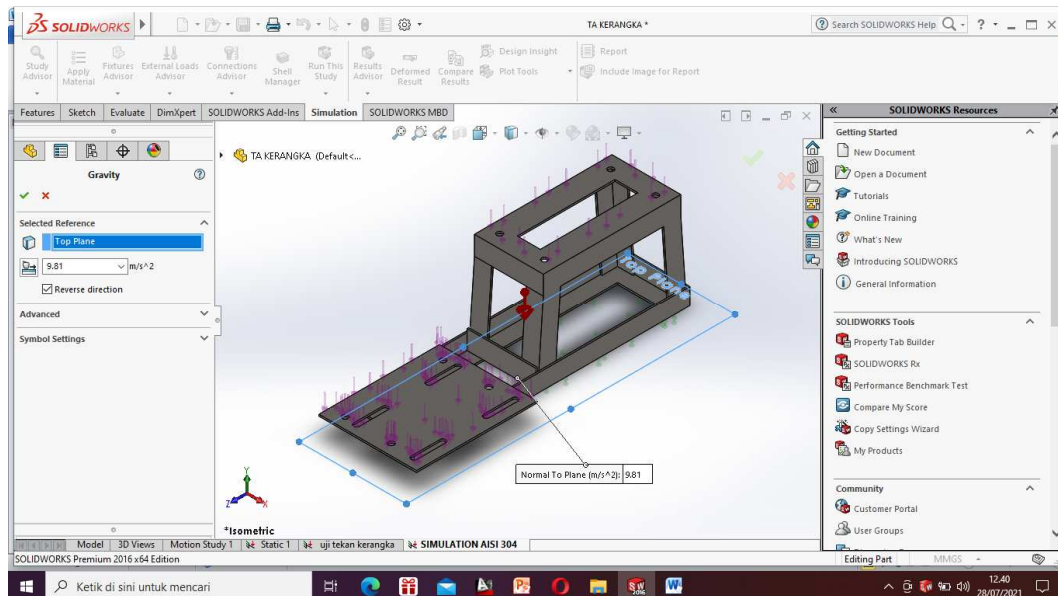 SOLIDWORKS
TA KERANGKA *
Search SOLIDWORKS Help
Study Advisor
Apply Material
Fixtures Advisor
External Loads Advisor
Connections Advisor
Shell Manager
Run This Study
Results Advisor
Deformed Result
Compare Results
Design Insight
Plot Tools
Report
Include Image for Report
Features
Sketch
Evaluate
DimXpert
SOLIDWORKS Add-Ins
Simulation
SOLIDWORKS MBD
Gravity
Selected Reference
Top Plane
9.81
m/s^2
Reverse direction
Advanced
Symbol Settings
TA KERANGKA (Default<...
Top Plane
Normal To Plane (m/s^2): 9.81
Y
Z
X
*Isometric
SOLIDWORKS Resources
Getting Started
New Document
Open a Document
Tutorials
Online Training
What's New
Introducing SOLIDWORKS
General Information
SOLIDWORKS Tools
Property Tab Builder
SOLIDWORKS Rx
Performance Benchmark Test
Compare My Score
Copy Settings Wizard
My Products
Community
Customer Portal
User Groups
Model
3D Views
Motion Study 1
Static 1
uji tekan kerangka
SIMULATION AISI 304
SOLIDWORKS Premium 2016 x64 Edition
Editing Part
MMGS
Ketik di sini untuk mencari
12.40
28/07/2021